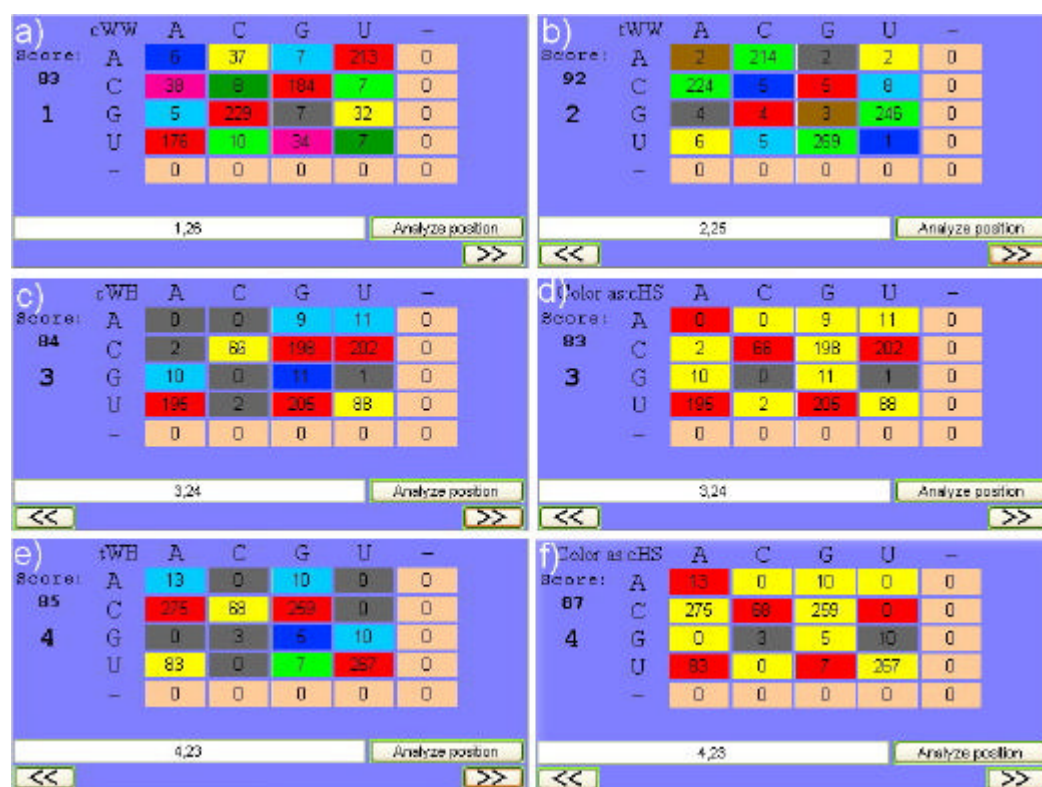 a) cWW A C G U –
Score: A 6 37 7 213 0
93 C 38 8 184 7 0
1 G 5 229 7 32 0
U 176 10 34 7 0
– 0 0 0 0 0
1,26 Analyze position
>>
b) tWW A C G U –
Score: A 2 214 2 2 0
92 C 224 5 5 8 0
2 G 4 4 3 246 0
U 6 5 269 1 0
– 0 0 0 0 0
2,25 Analyze position
<< >>
c) cWH A C G U –
Score: A 0 0 9 11 0
84 C 2 66 198 202 0
3 G 10 0 11 1 0
U 195 2 205 88 0
– 0 0 0 0 0
3,24 Analyze position
<< >>
d) Color as:cHS A C G U –
Score: A 0 0 9 11 0
83 C 2 66 198 202 0
3 G 10 0 11 1 0
U 195 2 205 88 0
– 0 0 0 0 0
3,24 Analyze position
<< >>
e) tWH A C G U –
Score: A 13 0 10 0 0
85 C 275 68 259 0 0
4 G 0 3 5 10 0
U 83 0 7 267 0
– 0 0 0 0 0
4,23 Analyze position
<< >>
f) Color as:cHS A C G U –
Score: A 13 0 10 0 0
87 C 275 68 259 0 0
4 G 0 3 5 10 0
U 83 0 7 267 0
– 0 0 0 0 0
4,23 Analyze position
<< >>